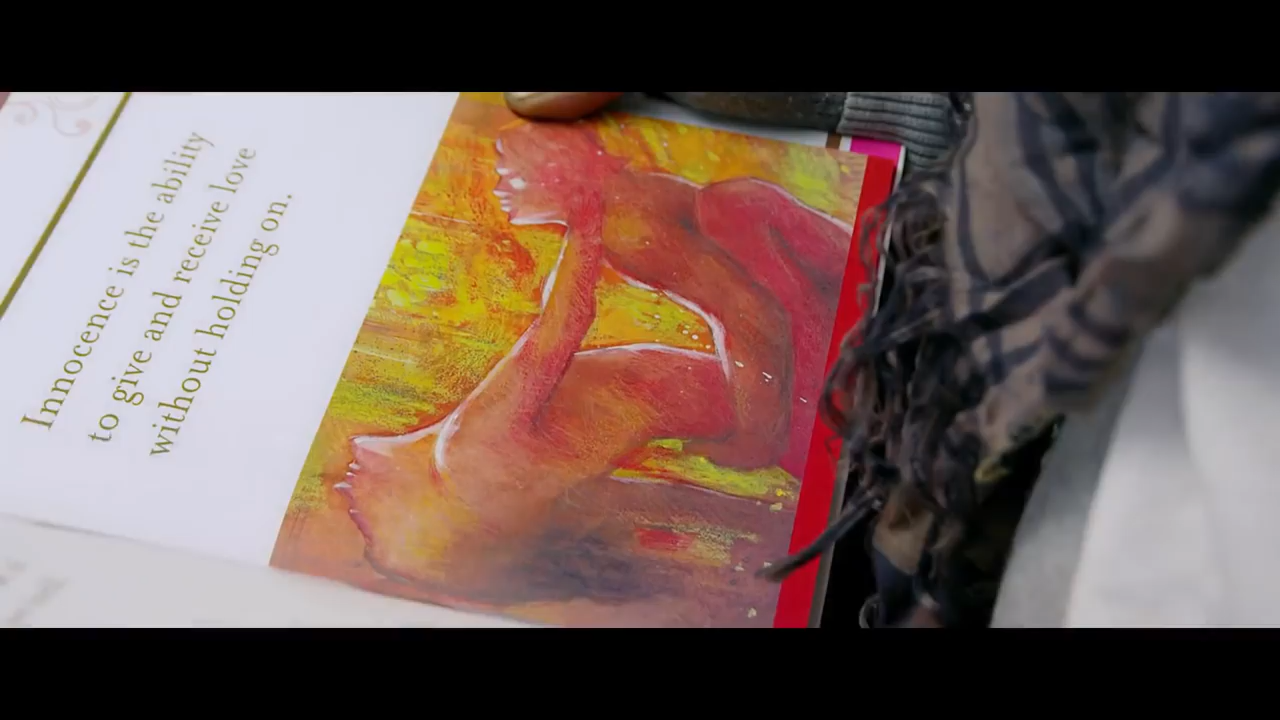 Innocence is the ability
to give and receive love
without holding on.